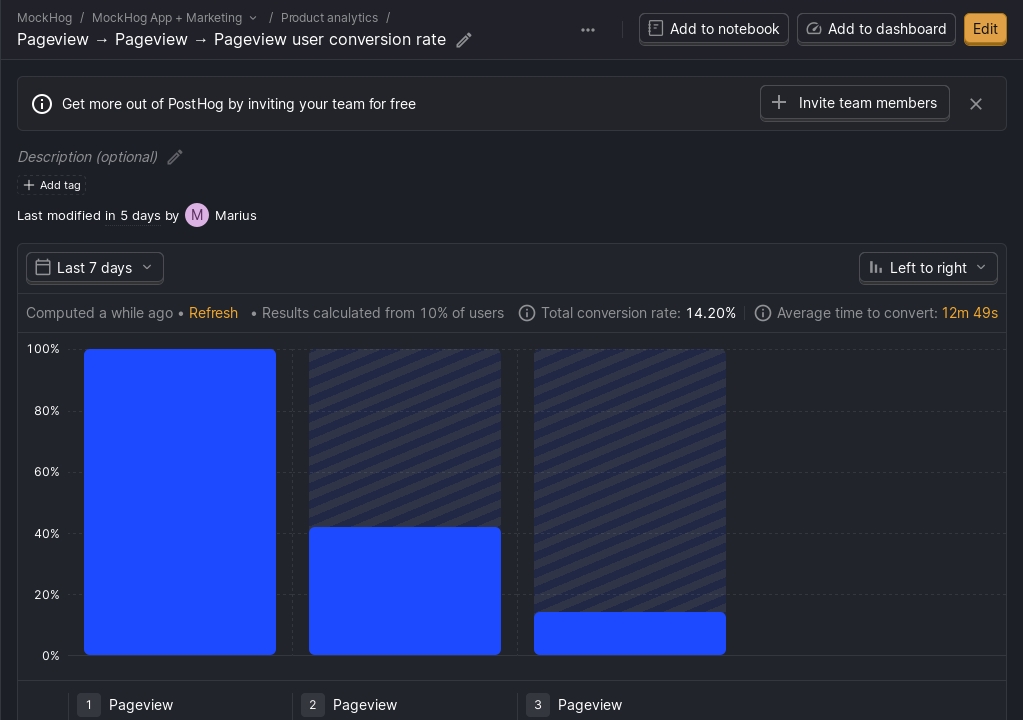 MockHog / MockHog App + Marketing / Product analytics /
Pageview → Pageview → Pageview user conversion rate
Add to notebook
Add to dashboard
Edit
Get more out of PostHog by inviting your team for free
Invite team members
Description (optional)
Add tag
Last modified in 5 days by M Marius
Last 7 days
Left to right
Computed a while ago • Refresh • Results calculated from 10% of users
Total conversion rate: 14.20%
Average time to convert: 12m 49s
100%
80%
60%
40%
20%
0%
1 Pageview
2 Pageview
3 Pageview